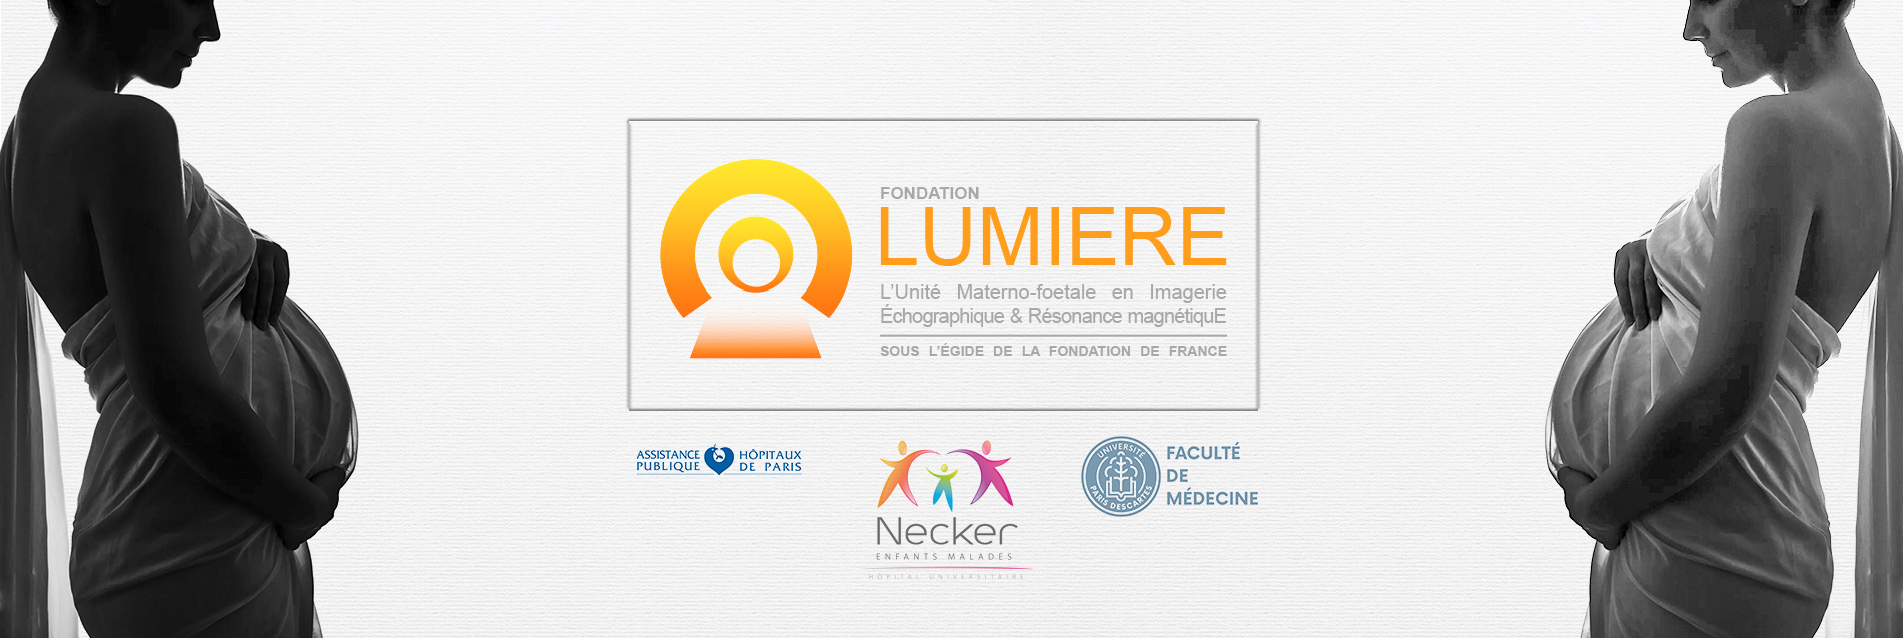 FONDATION
LUMIERE
L'Unité Materno-foetale en Imagerie
Échographique & Résonance magnétiquE
SOUS L'ÉGIDE DE LA FONDATION DE FRANCE
ASSISTANCE HÔPITAUX
PUBLIQUE DE PARIS
Necker
ENFANTS MALADES
HÔPITAL UNIVERSITAIRE
UNIVERSITÉ
PARIS DESCARTES
FACULTÉ
DE
MÉDECINE